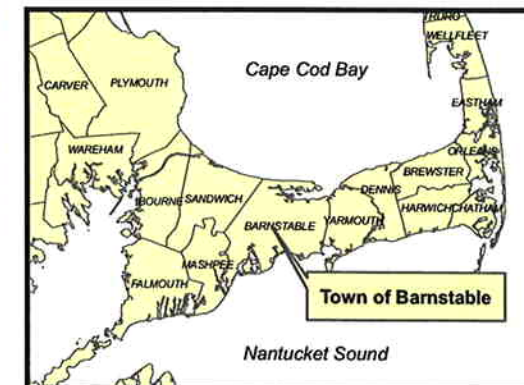 TRURO
WELLFLEET
Cape Cod Bay
CARVER
PLYMOUTH
EASTHAM
WAREHAM
ORLEANS
BREWSTER
DENNIS
BOURNE
SANDWICH
HARWICH
CHATHAM
BARNSTABLE
YARMOUTH
MASHPEE
FALMOUTH
Town of Barnstable
Nantucket Sound